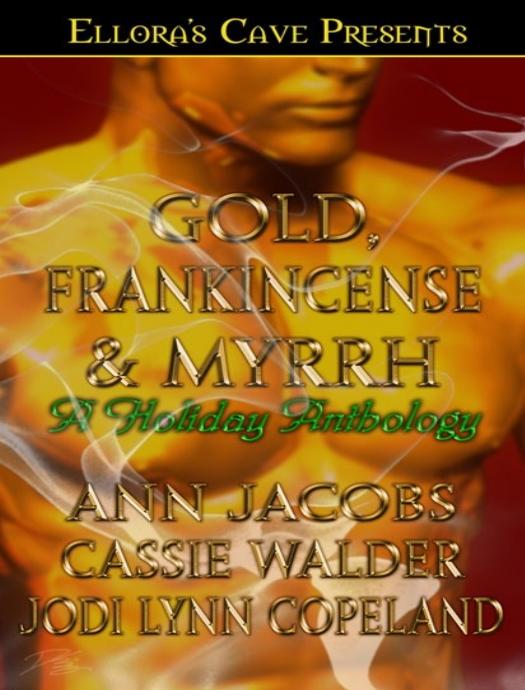 Ellora's Cave Presents
GOLD,
FRANKINCENSE
& MYRRH
A Holiday Anthology
ANN JACOBS
CASSIE WALDER
JODI LYNN COPELAND